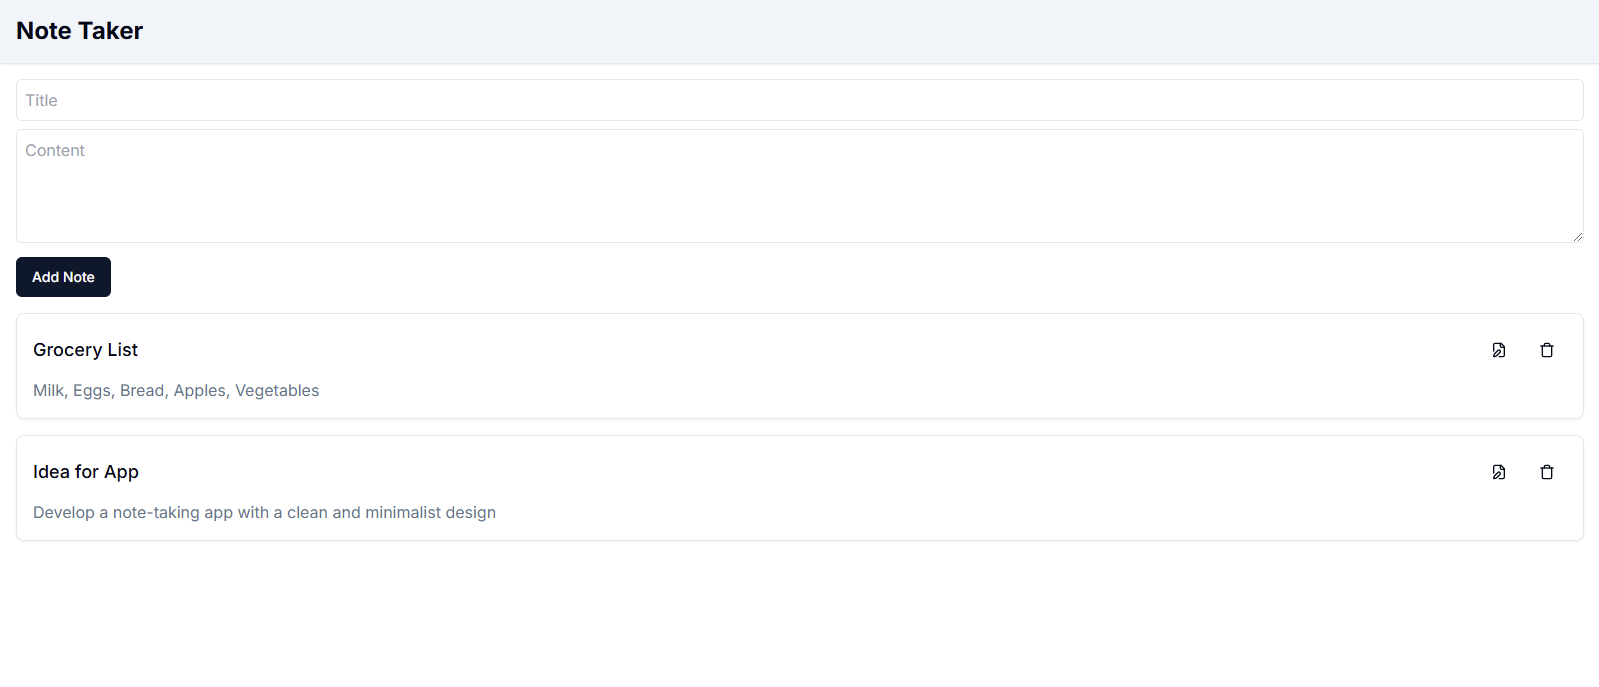 Note Taker
Title
Content
Add Note
Grocery List
Milk, Eggs, Bread, Apples, Vegetables
Idea for App
Develop a note-taking app with a clean and minimalist design